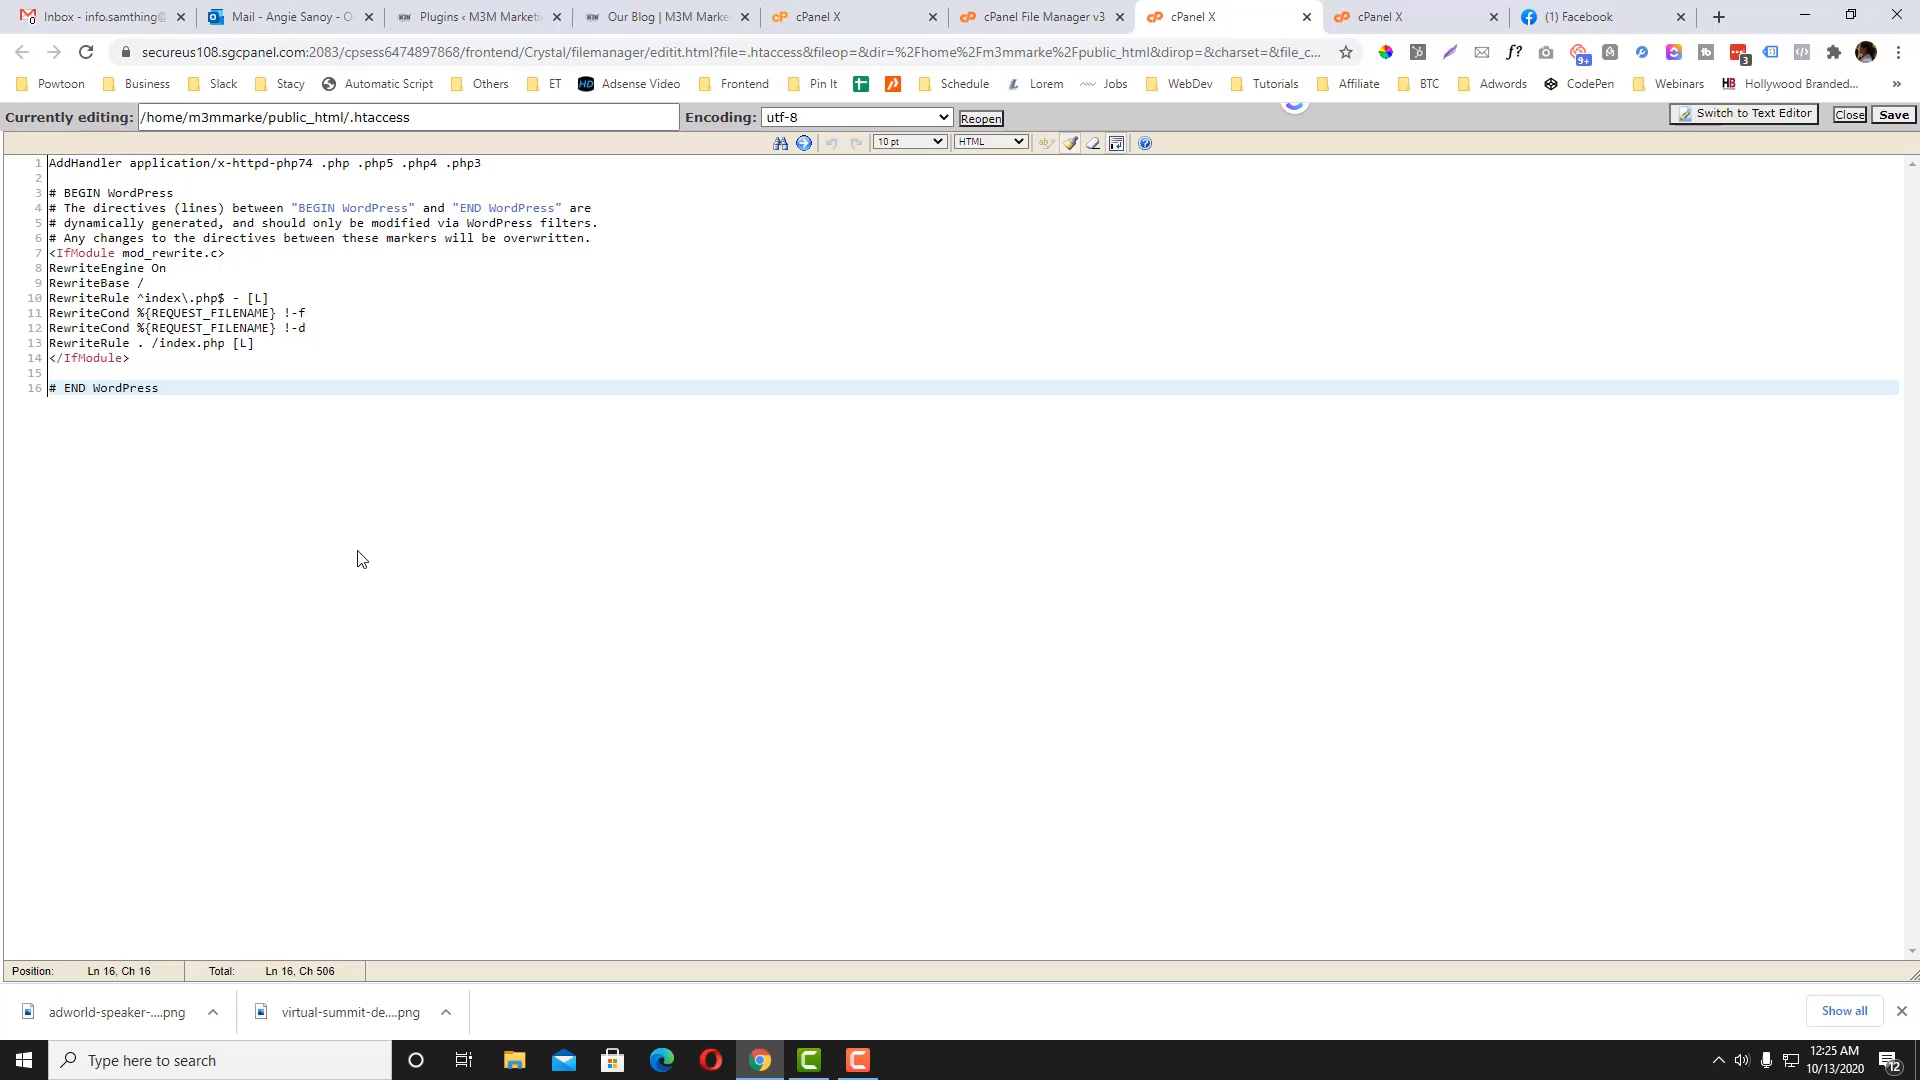 Inbox - info.samthing@
Mail - Angie Sanoy - O
Plugins ‹ M3M Marketi
Our Blog | M3M Marke
cPanel X
cPanel File Manager v3
cPanel X
cPanel X
(1) Facebook
secureus108.sgcpanel.com:2083/cpsess6474897868/frontend/Crystal/filemanager/editit.html?file=.htaccess&fileop=&dir=%2Fhome%2Fm3mmarke%2Fpublic_html&dirop=&charset=&file_c...
f?
9+
3
Powtoon
Business
Slack
Stacy
Automatic Script
Others
ET
HD
Adsense Video
Frontend
Pin It
Schedule
Lorem
Jobs
WebDev
Tutorials
Affiliate
BTC
Adwords
CodePen
Webinars
HB
Hollywood Branded...
»
Currently editing: /home/m3mmarke/public_html/.htaccess
Encoding: utf-8
Reopen
Switch to Text Editor
Close
Save
10 pt
HTML
1 AddHandler application/x-httpd-php74 .php .php5 .php4 .php3
2
3 # BEGIN WordPress
4 # The directives (lines) between "BEGIN WordPress" and "END WordPress" are
5 # dynamically generated, and should only be modified via WordPress filters.
6 # Any changes to the directives between these markers will be overwritten.
7 <IfModule mod_rewrite.c>
8 RewriteEngine On
9 RewriteBase /
10 RewriteRule ^index\.php$ - [L]
11 RewriteCond %{REQUEST_FILENAME} !-f
12 RewriteCond %{REQUEST_FILENAME} !-d
13 RewriteRule . /index.php [L]
14 </IfModule>
15
16 # END WordPress
Position: Ln 16, Ch 16
Total: Ln 16, Ch 506
adworld-speaker-....png
virtual-summit-de....png
Show all
Type here to search
12:25 AM
10/13/2020
12